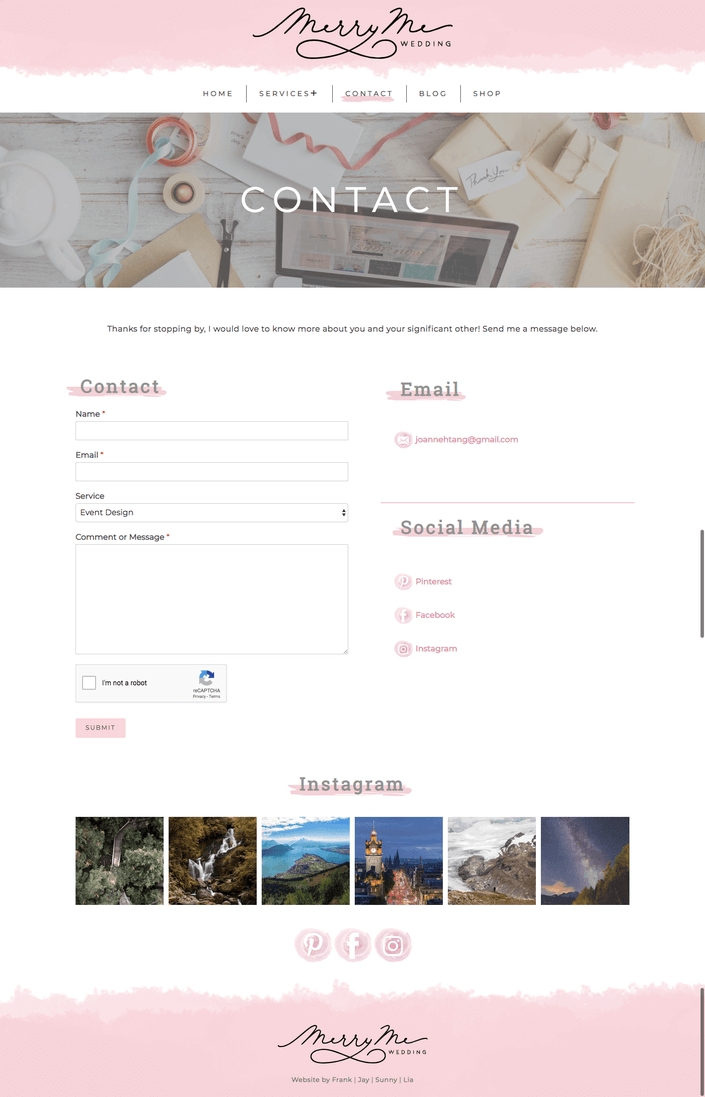 Merry Me
WEDDING
HOME
SERVICES+
CONTACT
BLOG
SHOP
Thank You
CONTACT
Thanks for stopping by, I would love to know more about you and your significant other! Send me a message below.
Contact
Name *
Email *
Service
Event Design
Comment or Message *
I'm not a robot
reCAPTCHA
Privacy - Terms
SUBMIT
Email
joannehtang@gmail.com
Social Media
Pinterest
Facebook
Instagram
Instagram
Merry Me
WEDDING
Website by Frank | Jay | Sunny | Lia